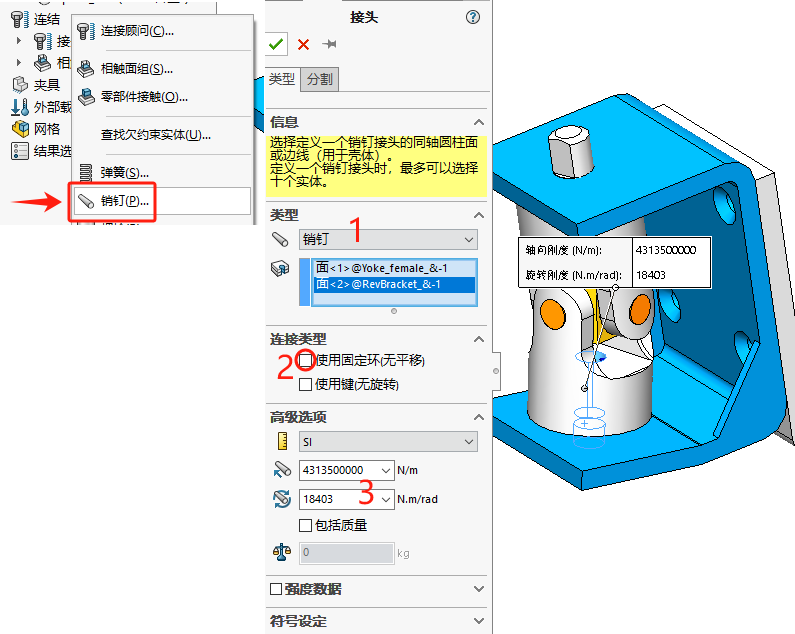 连结
接
相
夹具
外部载
网格
结果选
连接顾问(C)...
相触面组(S)...
零部件接触(O)...
查找欠约束实体(U)...
弹簧(S)...
销钉(P)...
接头
类型
分割
信息
选择定义一个销钉接头的同轴圆柱面
或边线（用于壳体）。
定义一个销钉接头时，最多可以选择
十个实体。
类型
1
销钉
面<1>@Yoke_female_&-1
面<2>@RevBracket_&-1
连接类型
2
使用固定环(无平移)
使用键(无旋转)
高级选项
SI
4313500000 N/m
18403 3 N.m/rad
包括质量
0 kg
强度数据
符号设定
轴向刚度 (N/m): 4313500000
旋转刚度 (N.m/rad): 18403